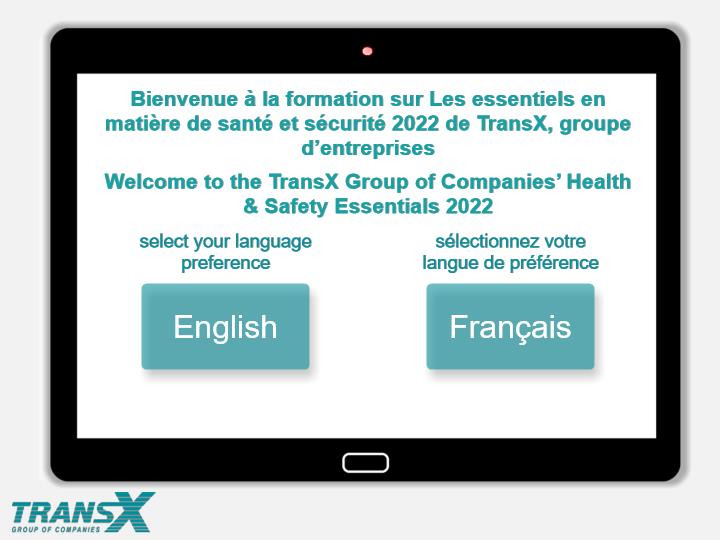 Bienvenue à la formation sur Les essentiels en
matière de santé et sécurité 2022 de TransX, groupe
d’entreprises
Welcome to the TransX Group of Companies’ Health
& Safety Essentials 2022
select your language
preference
sélectionnez votre
langue de préférence
English
Français
TRANSX
GROUP OF COMPANIES